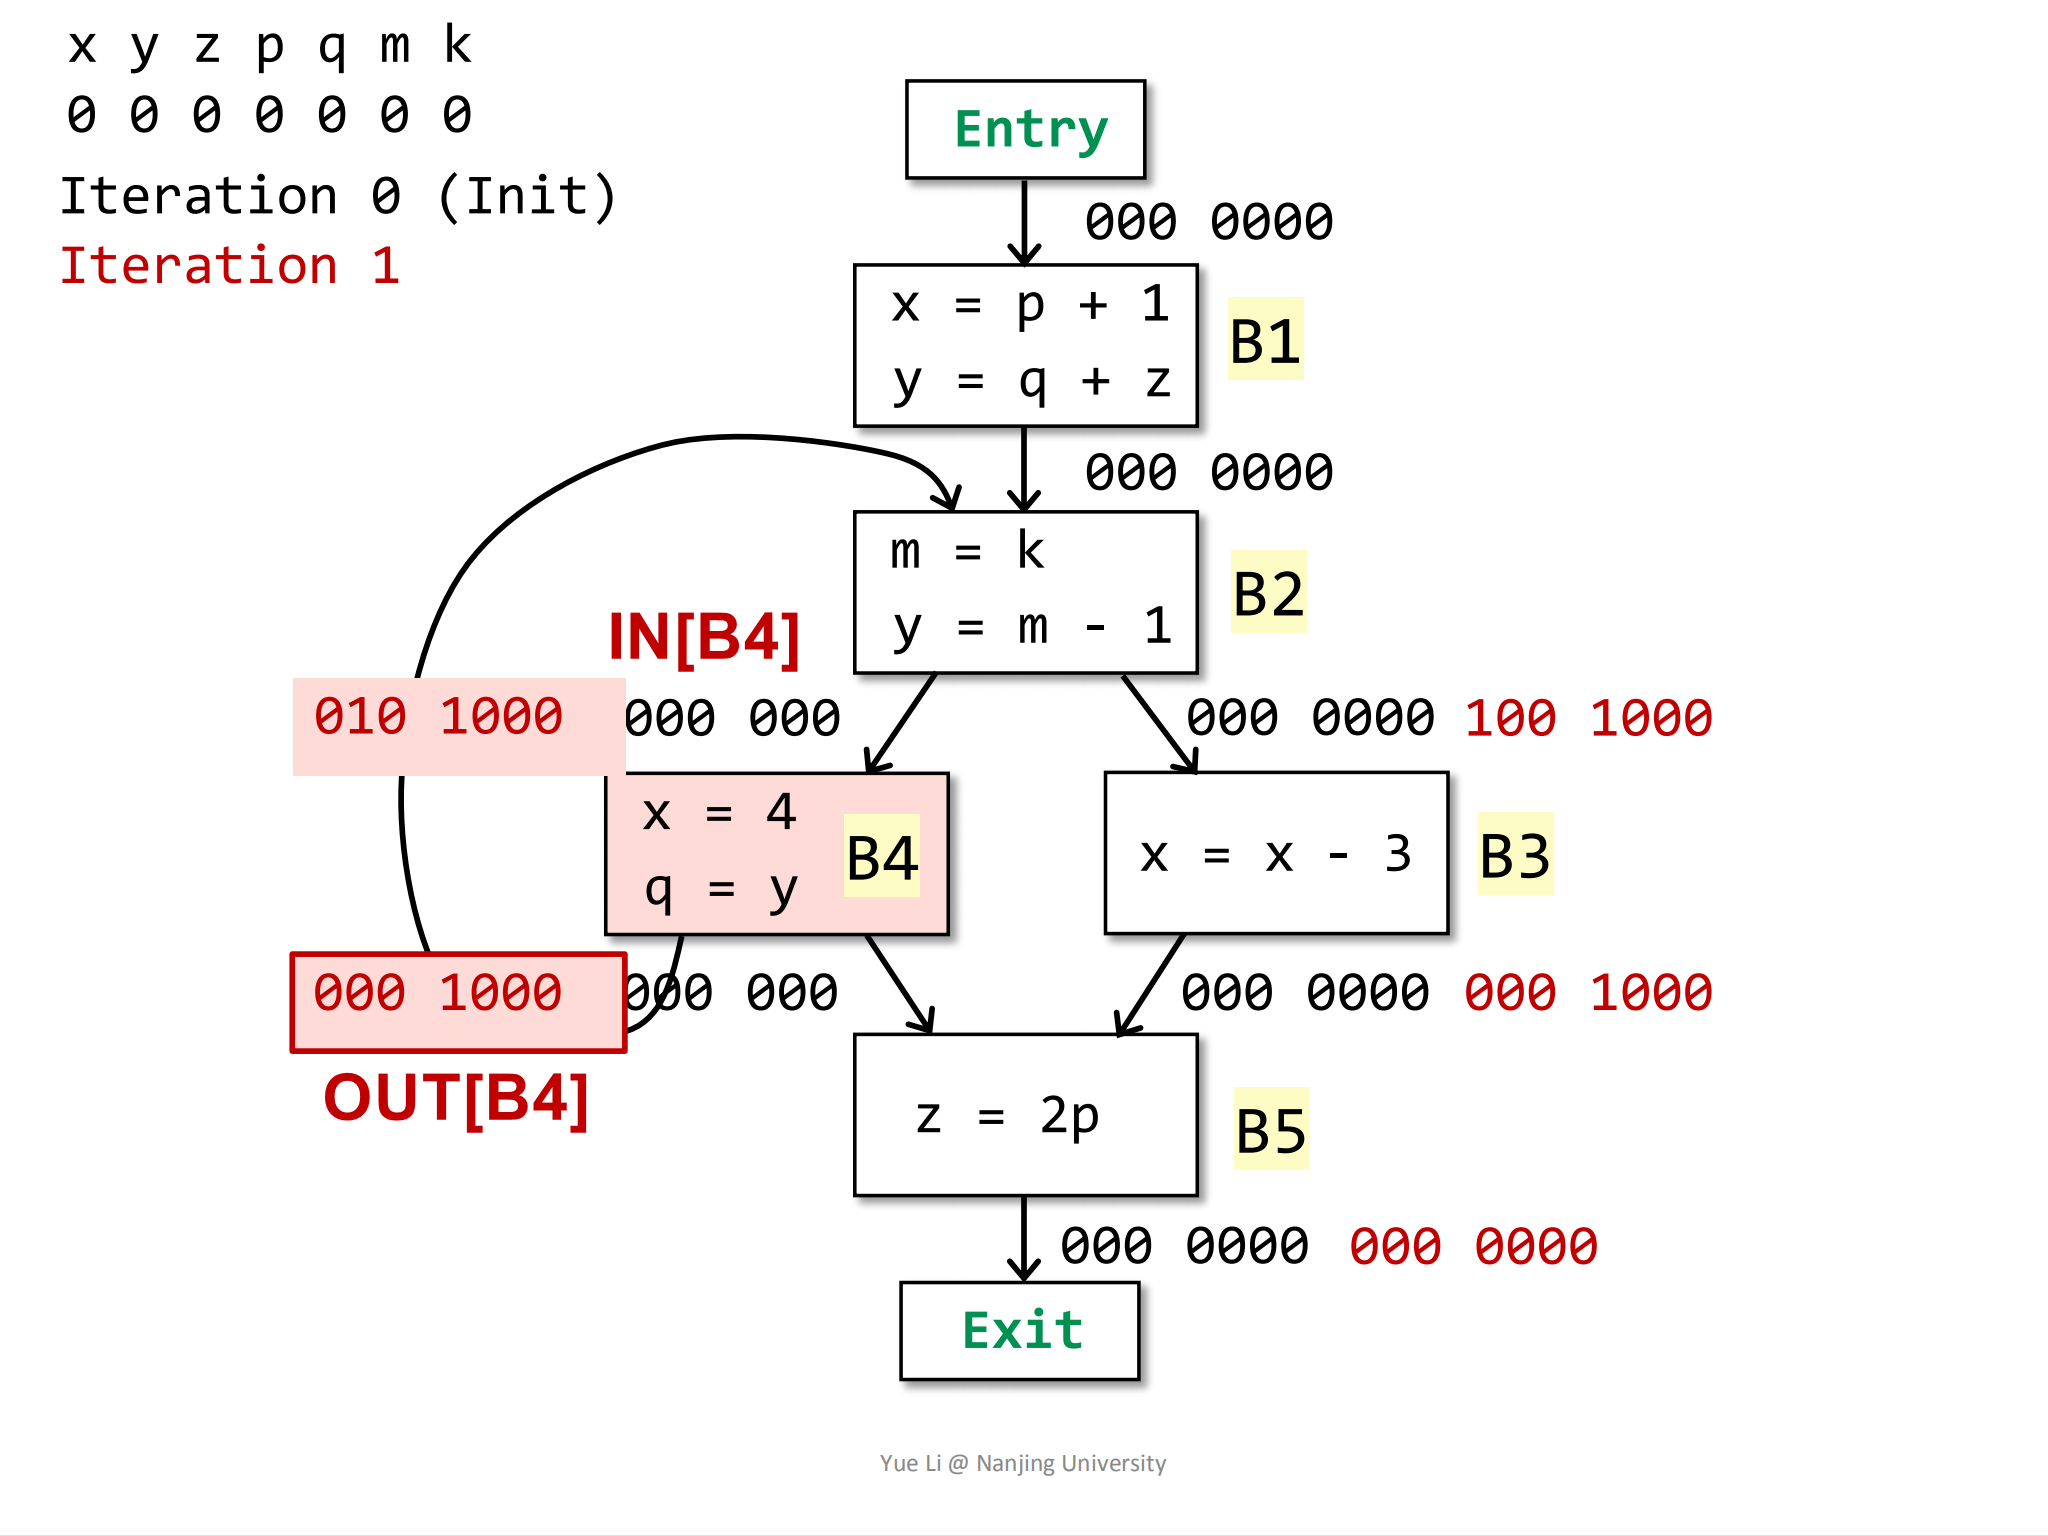 x y z p q m k
0 0 0 0 0 0 0
Iteration 0 (Init)
Iteration 1
Entry
000 0000
x = p + 1
y = q + z
B1
000 0000
m = k
y = m - 1
B2
IN[B4]
010 1000 000 000
000 0000 100 1000
x = 4
q = y
B4
x = x - 3
B3
000 1000 000 000
000 0000 000 1000
OUT[B4]
z = 2p
B5
000 0000 000 0000
Exit
Yue Li @ Nanjing University